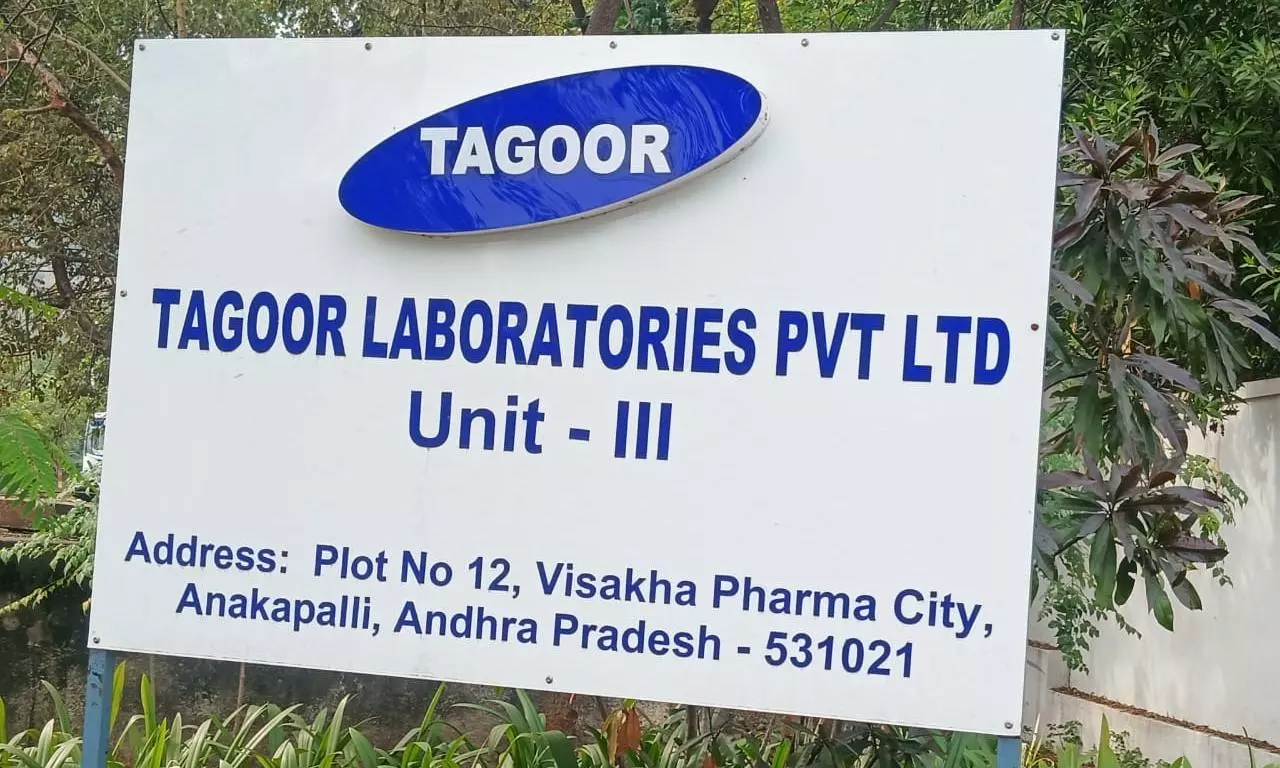 TAGOOR
TAGOOR LABORATORIES PVT LTD
Unit - III
Address: Plot No 12, Visakha Pharma City,
Anakapalli, Andhra Pradesh - 531021